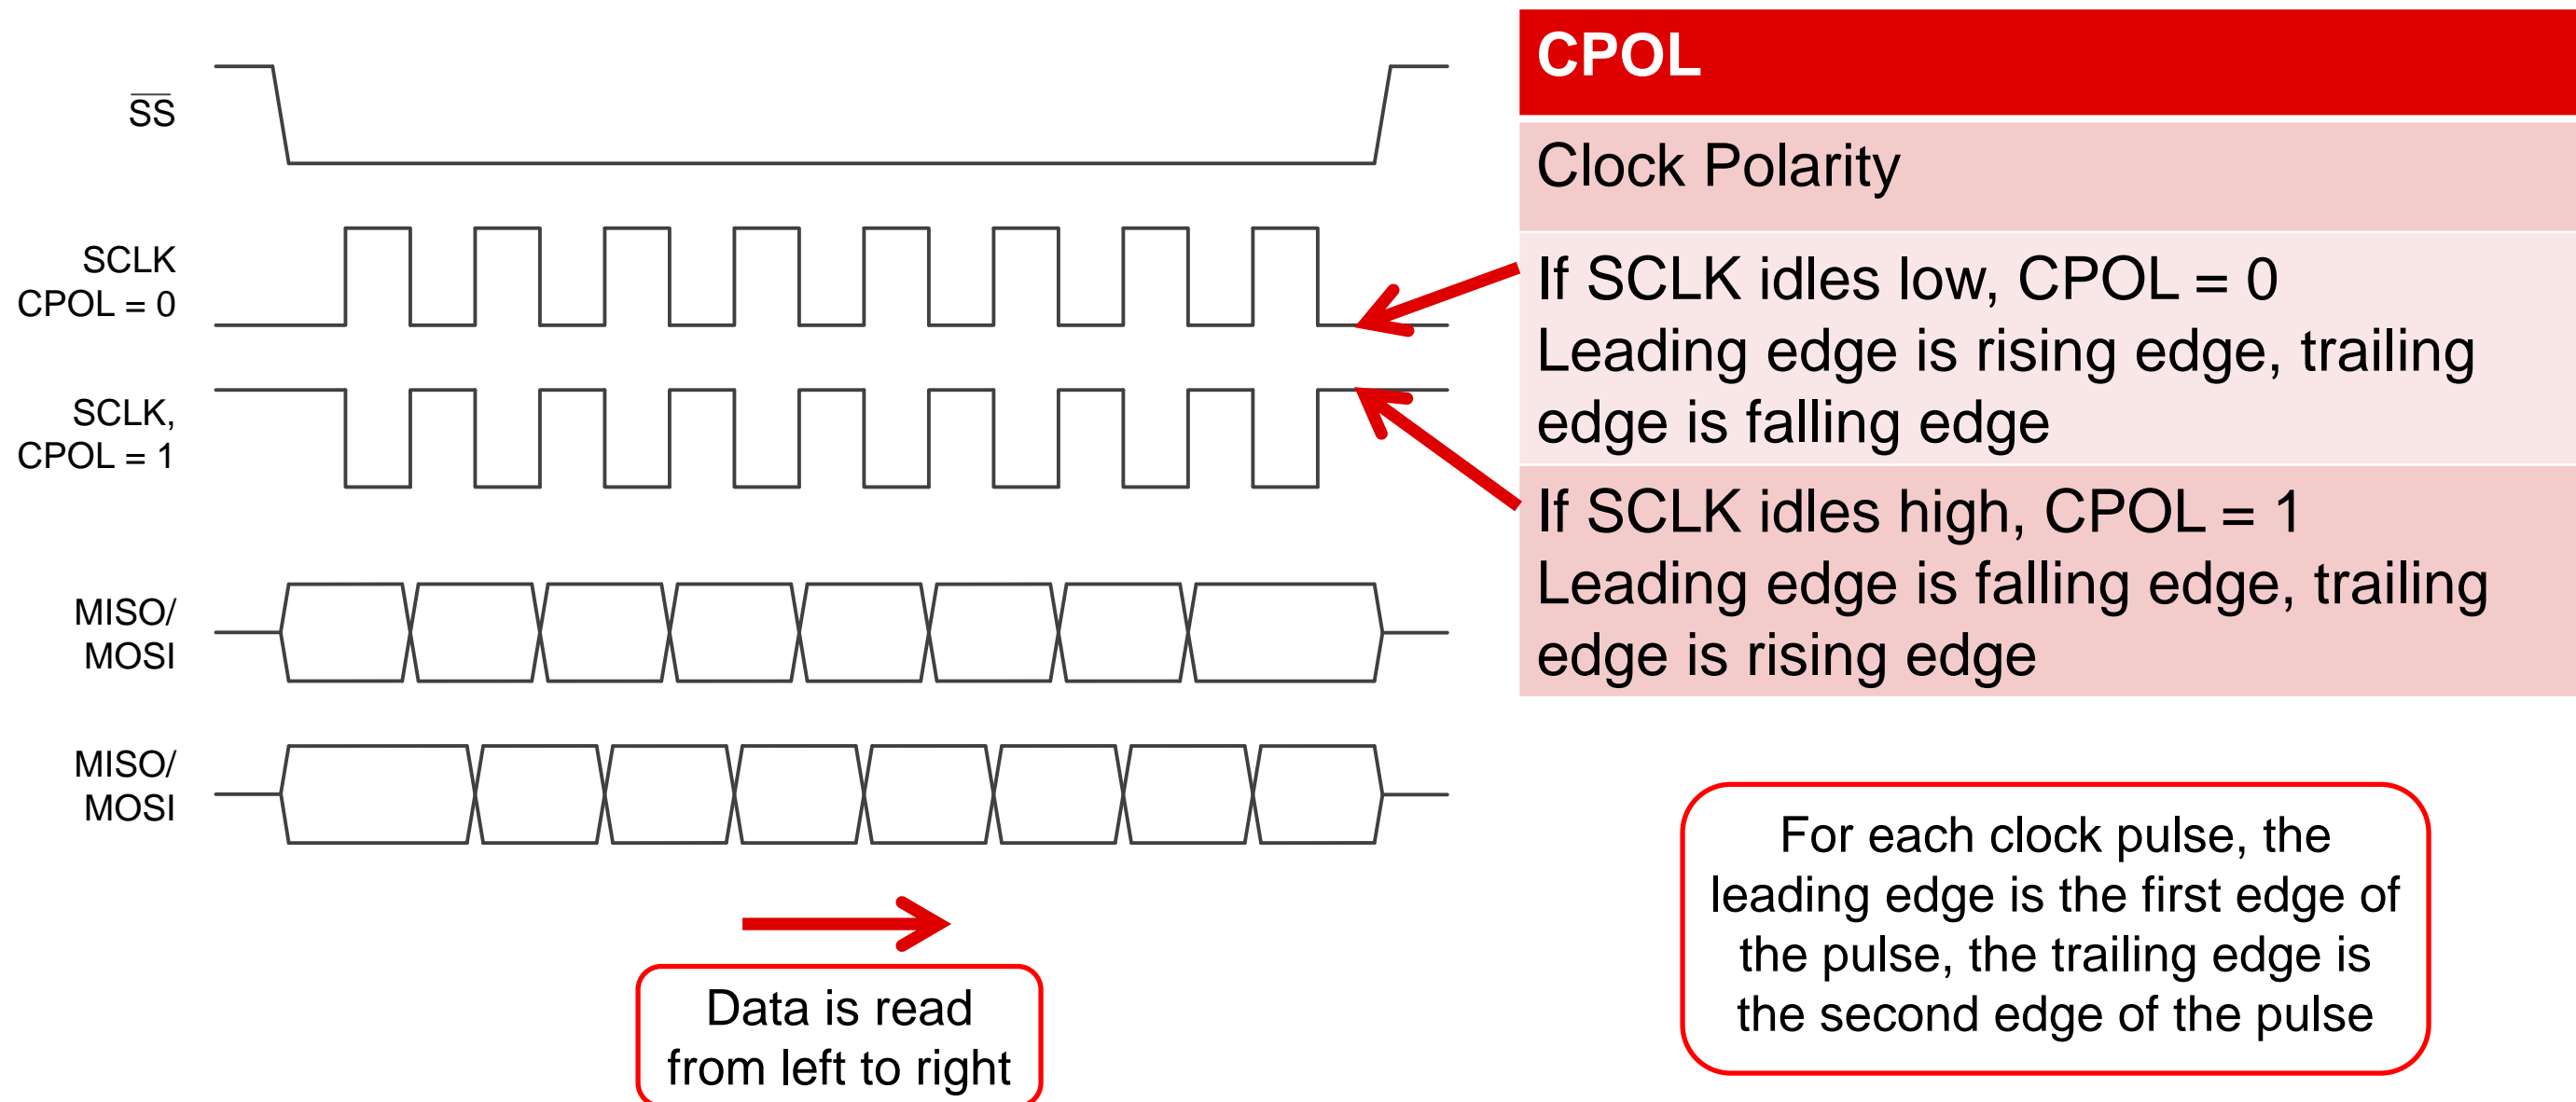 S̅S̅
SCLK
CPOL = 0
SCLK,
CPOL = 1
MISO/
MOSI
MISO/
MOSI
Data is read
from left to right
CPOL
Clock Polarity
If SCLK idles low, CPOL = 0
Leading edge is rising edge, trailing
edge is falling edge
If SCLK idles high, CPOL = 1
Leading edge is falling edge, trailing
edge is rising edge
For each clock pulse, the
leading edge is the first edge of
the pulse, the trailing edge is
the second edge of the pulse